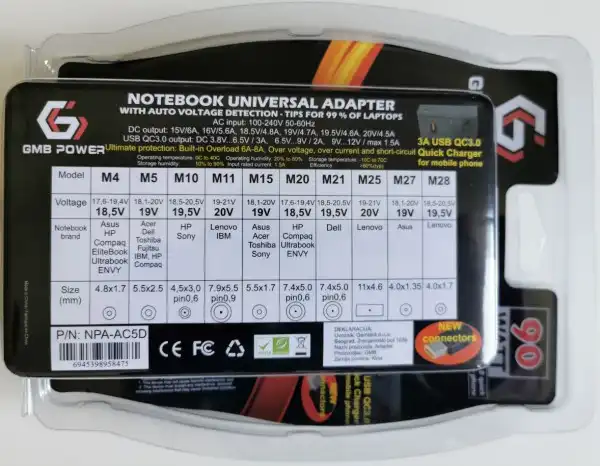 NOTEBOOK UNIVERSAL ADAPTER
WITH AUTO VOLTAGE DETECTION - TIPS FOR 99 % OF LAPTOPS
AC input: 100-240V 50-60Hz
DC output: 15V/6A, 16V/5.6A, 18.5V/4.8A, 19V/4.7A, 19.5V/4.6A, 20V/4.5A
USB QC3.0 output: DC 3.8V...6.5V / 3A, 6.5V...9V / 2A, 9V...12V / max 1.5A
Ultimate protection: Built-in Overload 6A-8A, Over voltage, over current and short-circuit
GMB POWER
3A USB QC3.0
Quick Charger
for mobile phone
Model M4 M5 M10 M11 M15 M20 M21 M25 M27 M28
Voltage 17,6-19,4V 18,1-20V 18,5-20,5V 19-21V 18,1-20V 17,6-19,4V 18,5-20,5V 19-21V 18,1-20V 18,5-20,5V
18,5V 19V 19,5V 20V 19V 18,5V 19,5V 20V 19V 19,5V
Notebook brand
Asus HP Compaq EliteBook Ultrabook ENVY
Acer Dell Toshiba Fujitsu IBM, HP Compaq
HP Sony
Lenovo IBM
Asus Acer Toshiba Sony
HP Compaq Ultrabook ENVY
Dell
Lenovo
Asus
Lenovo
Size (mm) 4.8x1.7 5.5x2.5 4,5x3,0 pin0,6 7.9x5.5 pin0,9 5.5x1.7 7.4x5.0 pin0,6 7.4x5.0 pin0,6 11x4.6 4.0x1.35 4.0x1.7
P/N: NPA-AC5D
6945398958475
CE FC
DEKLARACIJA:
NEW
connectors
90
WATT